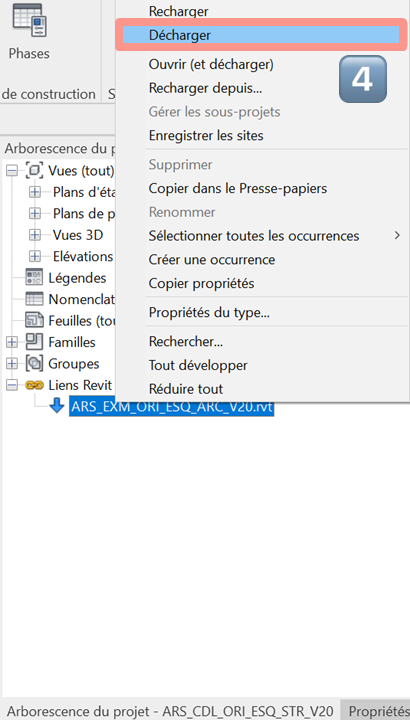 Recharger
Phases
Décharger
Ouvrir (et décharger)
4
Recharger depuis...
de construction
Gérer les sous-projets
Enregistrer les sites
Arborescence du p
Supprimer
Vues (tout)
Copier dans le Presse-papiers
Plans d'éta
Renommer
Plans de p
Sélectionner toutes les occurrences
Vues 3D
Créer une occurrence
Elévations
Copier propriétés
Légendes
Nomenclat
Propriétés du type...
Feuilles (tou
Rechercher...
Familles
Tout développer
Groupes
Réduire tout
Liens Revit
ARS_EXM_ORI_ESQ_ARC_V20.rvt
Arborescence du projet - ARS_CDL_ORI_ESQ_STR_V20
Propriétés